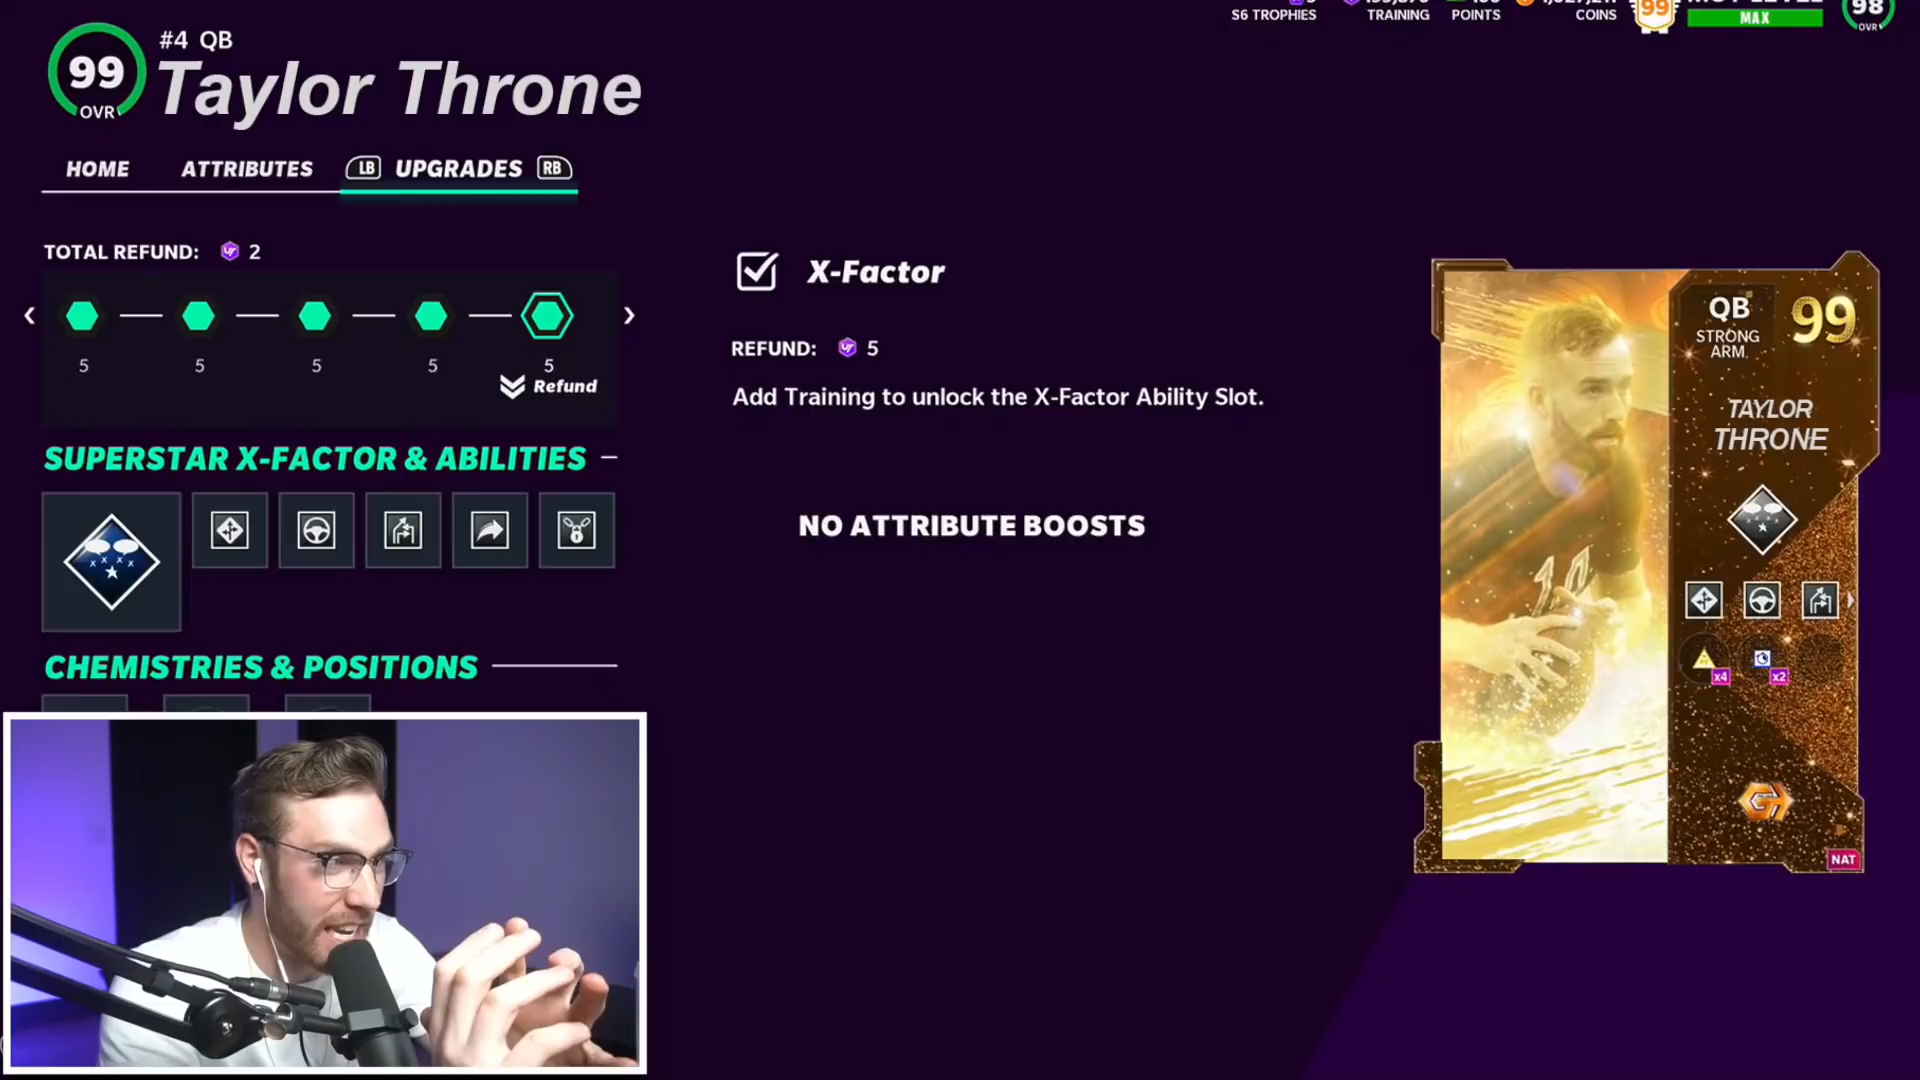 S6 TROPHIES
TRAINING
POINTS
COINS
99
MAX
98
OVR
99
OVR
#4 QB
Taylor Throne
HOME
ATTRIBUTES
LB
UPGRADES
RB
TOTAL REFUND: 2
5
5
5
5
5
Refund
SUPERSTAR X-FACTOR & ABILITIES
CHEMISTRIES & POSITIONS
X-Factor
REFUND: 5
Add Training to unlock the X-Factor Ability Slot.
NO ATTRIBUTE BOOSTS
QB
STRONG
ARM
99
TAYLOR
THRONE
x4
x2
NAT